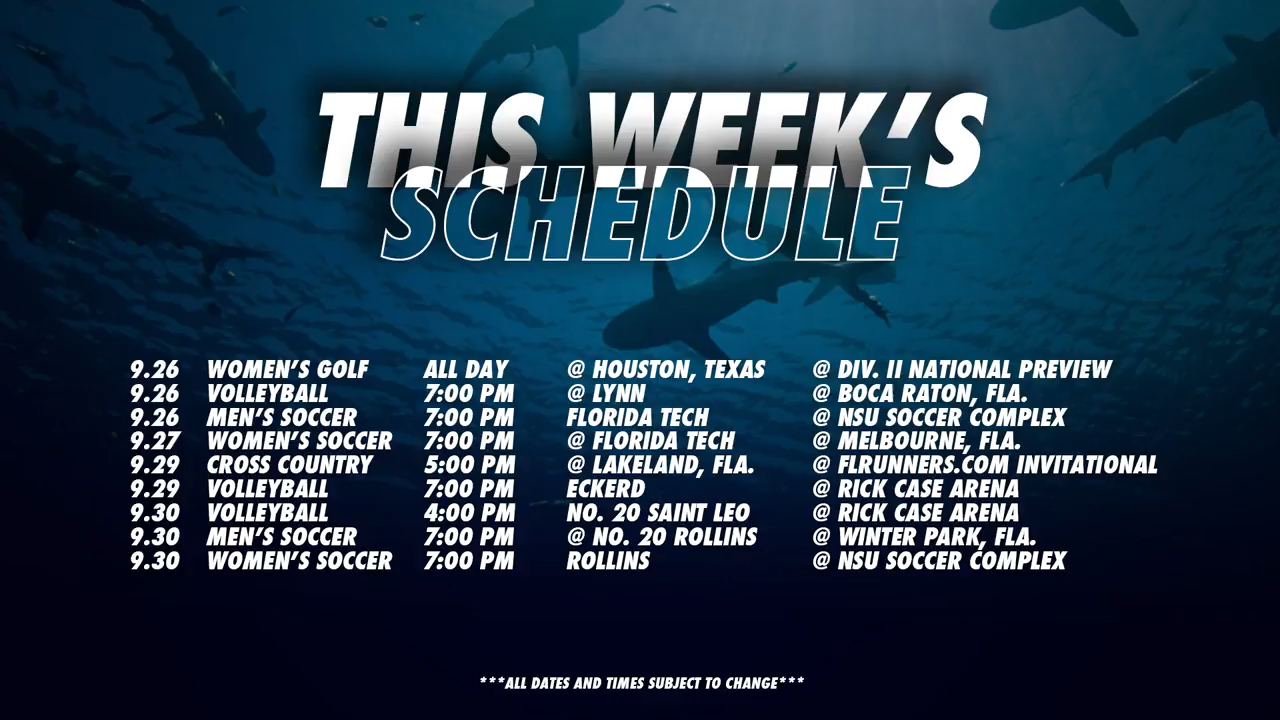 THIS WEEK'S
SCHEDULE
9.26 WOMEN'S GOLF ALL DAY @ HOUSTON, TEXAS @ DIV. II NATIONAL PREVIEW
9.26 VOLLEYBALL 7:00 PM @ LYNN @ BOCA RATON, FLA.
9.26 MEN'S SOCCER 7:00 PM FLORIDA TECH @ NSU SOCCER COMPLEX
9.27 WOMEN'S SOCCER 7:00 PM @ FLORIDA TECH @ MELBOURNE, FLA.
9.29 CROSS COUNTRY 5:00 PM @ LAKELAND, FLA. @ FLRUNNERS.COM INVITATIONAL
9.29 VOLLEYBALL 7:00 PM ECKERD @ RICK CASE ARENA
9.30 VOLLEYBALL 4:00 PM NO. 20 SAINT LEO @ RICK CASE ARENA
9.30 MEN'S SOCCER 7:00 PM @ NO. 20 ROLLINS @ WINTER PARK, FLA.
9.30 WOMEN'S SOCCER 7:00 PM ROLLINS @ NSU SOCCER COMPLEX
***ALL DATES AND TIMES SUBJECT TO CHANGE***